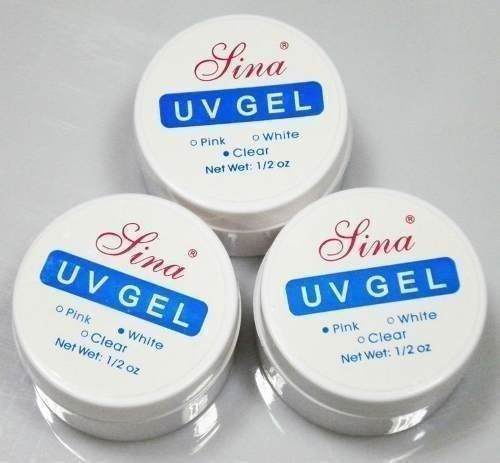 Sina®
UV GEL
○ Pink ○ White
● Clear
Net Wet: 1/2 oz
Sina®
UV GEL
○ Pink ● White
○ Clear
Net Wet: 1/2 oz
Sina®
UV GEL
● Pink ○ White
○ Clear
Net Wet: 1/2 oz